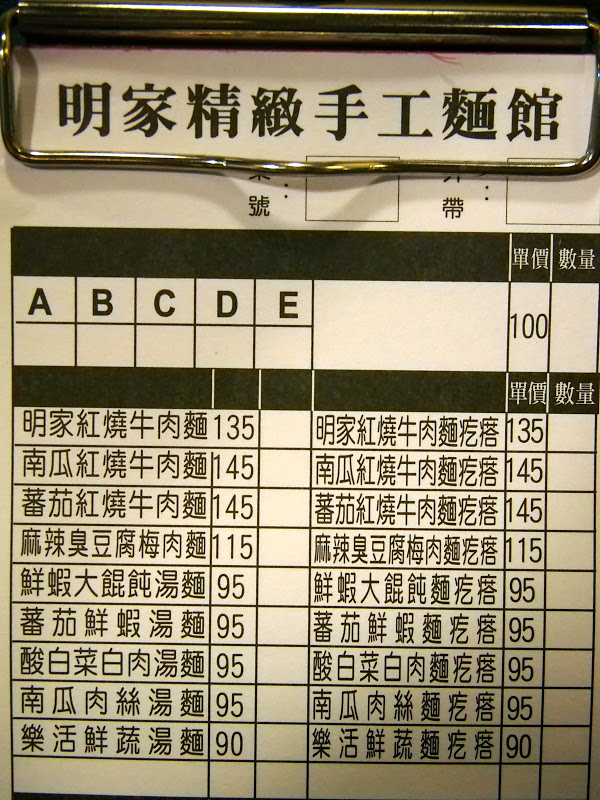 明家精緻手工麵館
號：
帶：
單價 數量
A B C D E 100
單價 數量
明家紅燒牛肉麵 135 明家紅燒牛肉麵疙瘩 135
南瓜紅燒牛肉麵 145 南瓜紅燒牛肉麵疙瘩 145
蕃茄紅燒牛肉麵 145 蕃茄紅燒牛肉麵疙瘩 145
麻辣臭豆腐梅肉麵 115 麻辣臭豆腐梅肉麵疙瘩 115
鮮蝦大餛飩湯麵 95 鮮蝦大餛飩麵疙瘩 95
蕃茄鮮蝦湯麵 95 蕃茄鮮蝦麵疙瘩 95
酸白菜白肉湯麵 95 酸白菜白肉麵疙瘩 95
南瓜肉絲湯麵 95 南瓜肉絲麵疙瘩 95
樂活鮮蔬湯麵 90 樂活鮮蔬麵疙瘩 90